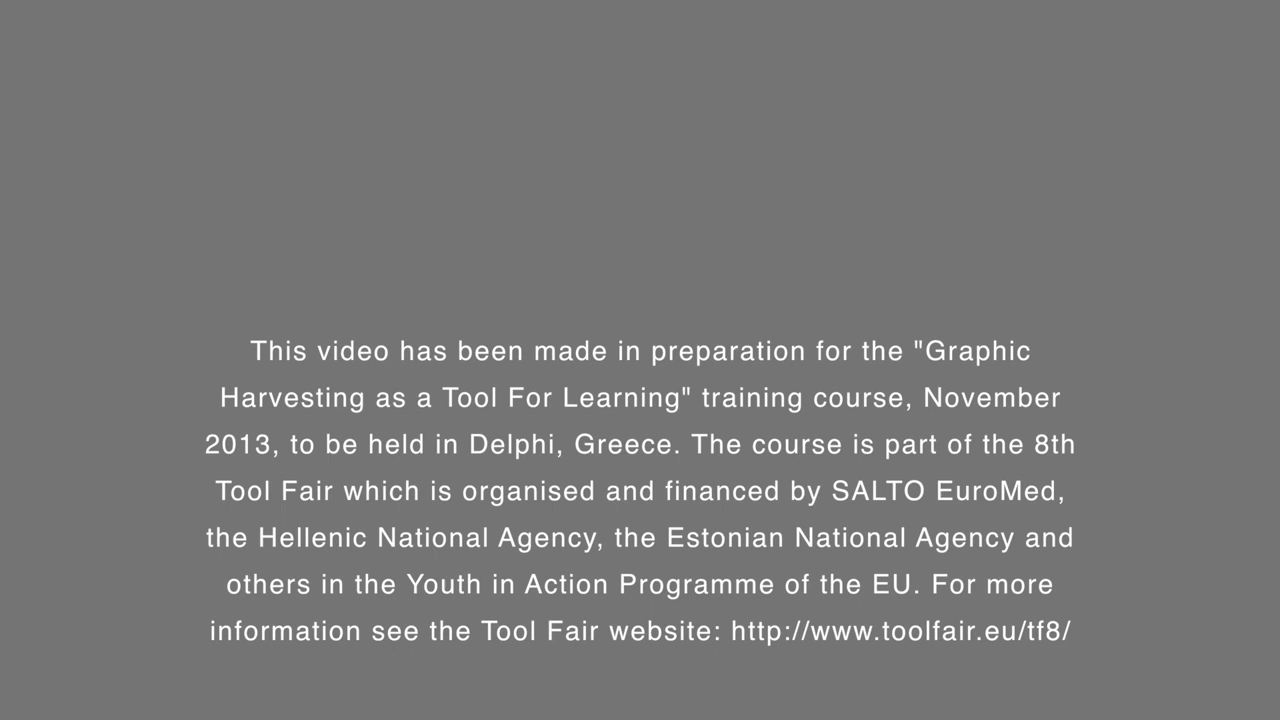 This video has been made in preparation for the "Graphic
Harvesting as a Tool For Learning" training course, November
2013, to be held in Delphi, Greece. The course is part of the 8th
Tool Fair which is organised and financed by SALTO EuroMed,
the Hellenic National Agency, the Estonian National Agency and
others in the Youth in Action Programme of the EU. For more
information see the Tool Fair website: http://www.toolfair.eu/tf8/